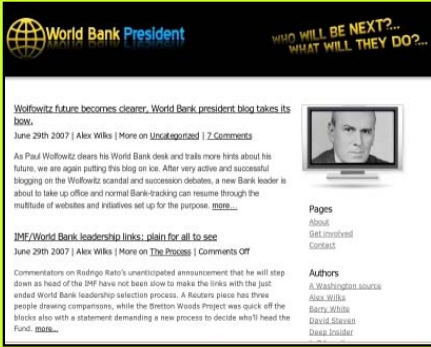 World Bank President
WHO WILL BE NEXT?...
WHAT WILL THEY DO?...
Wolfowitz future becomes clearer, World Bank president blog takes its
bow.
June 29th 2007 | Alex Wilks | More on Uncategorized | 7 Comments
As Paul Wolfowitz clears his World Bank desk and trails more hints about his
future, we are again putting this blog on ice. After very active and successful
blogging on the Wolfowitz scandal and succession debates, a new Bank leader is
about to take up office and normal Bank-tracking can resume through the
multitude of websites and initiatives set up for the purpose. more...
IMF/World Bank leadership links: plain for all to see
June 29th 2007 | Alex Wilks | More on The Process | Comments Off
Commentators on Rodrigo Rato's unanticipated announcement that he will step
down as head of the IMF have not been slow to make the links with the just
ended World Bank leadership selection process. A Reuters piece has three
people drawing comparisons, while the Bretton Woods Project was quick off the
blocks also with a statement demanding a new process to decide who'll head the
Fund. more...
Pages
About
Get involved
Contact
Authors
A Washington source
Alex Wilks
Barry White
David Steven
Deep Insider